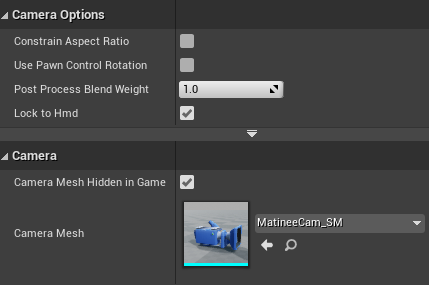 Camera Options
Constrain Aspect Ratio
Use Pawn Control Rotation
Post Process Blend Weight 1.0
Lock to Hmd
Camera
Camera Mesh Hidden in Game
Camera Mesh MatineeCam_SM